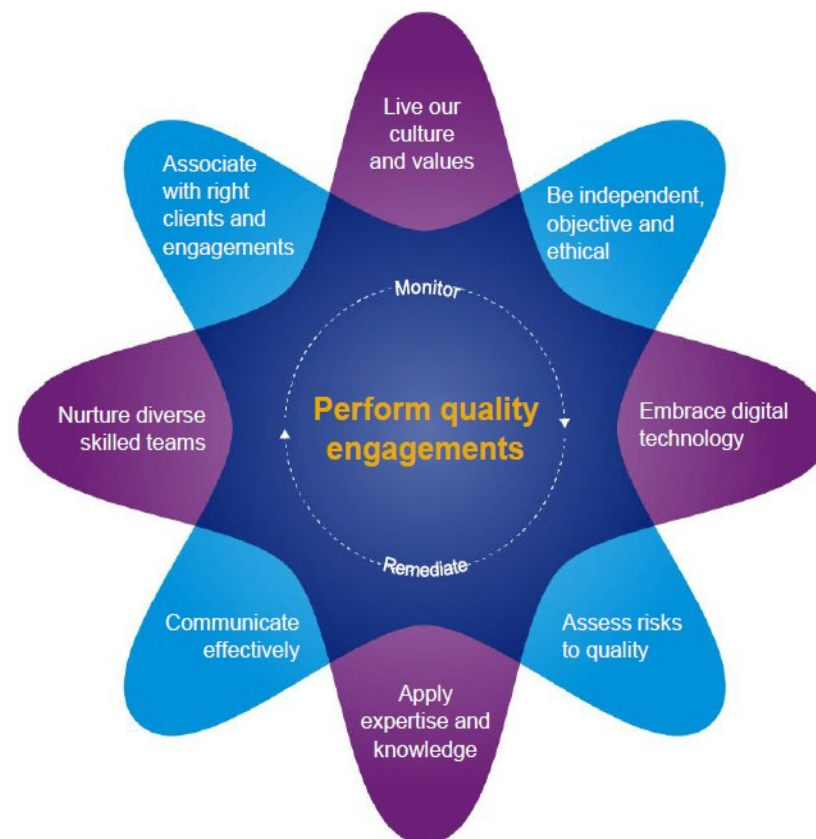 Live our
culture
and values
Be independent,
objective and
ethical
Embrace digital
technology
Assess risks
to quality
Apply
expertise and
knowledge
Communicate
effectively
Nurture diverse
skilled teams
Associate
with right
clients and
engagements
Monitor
Perform quality
engagements
Remediate